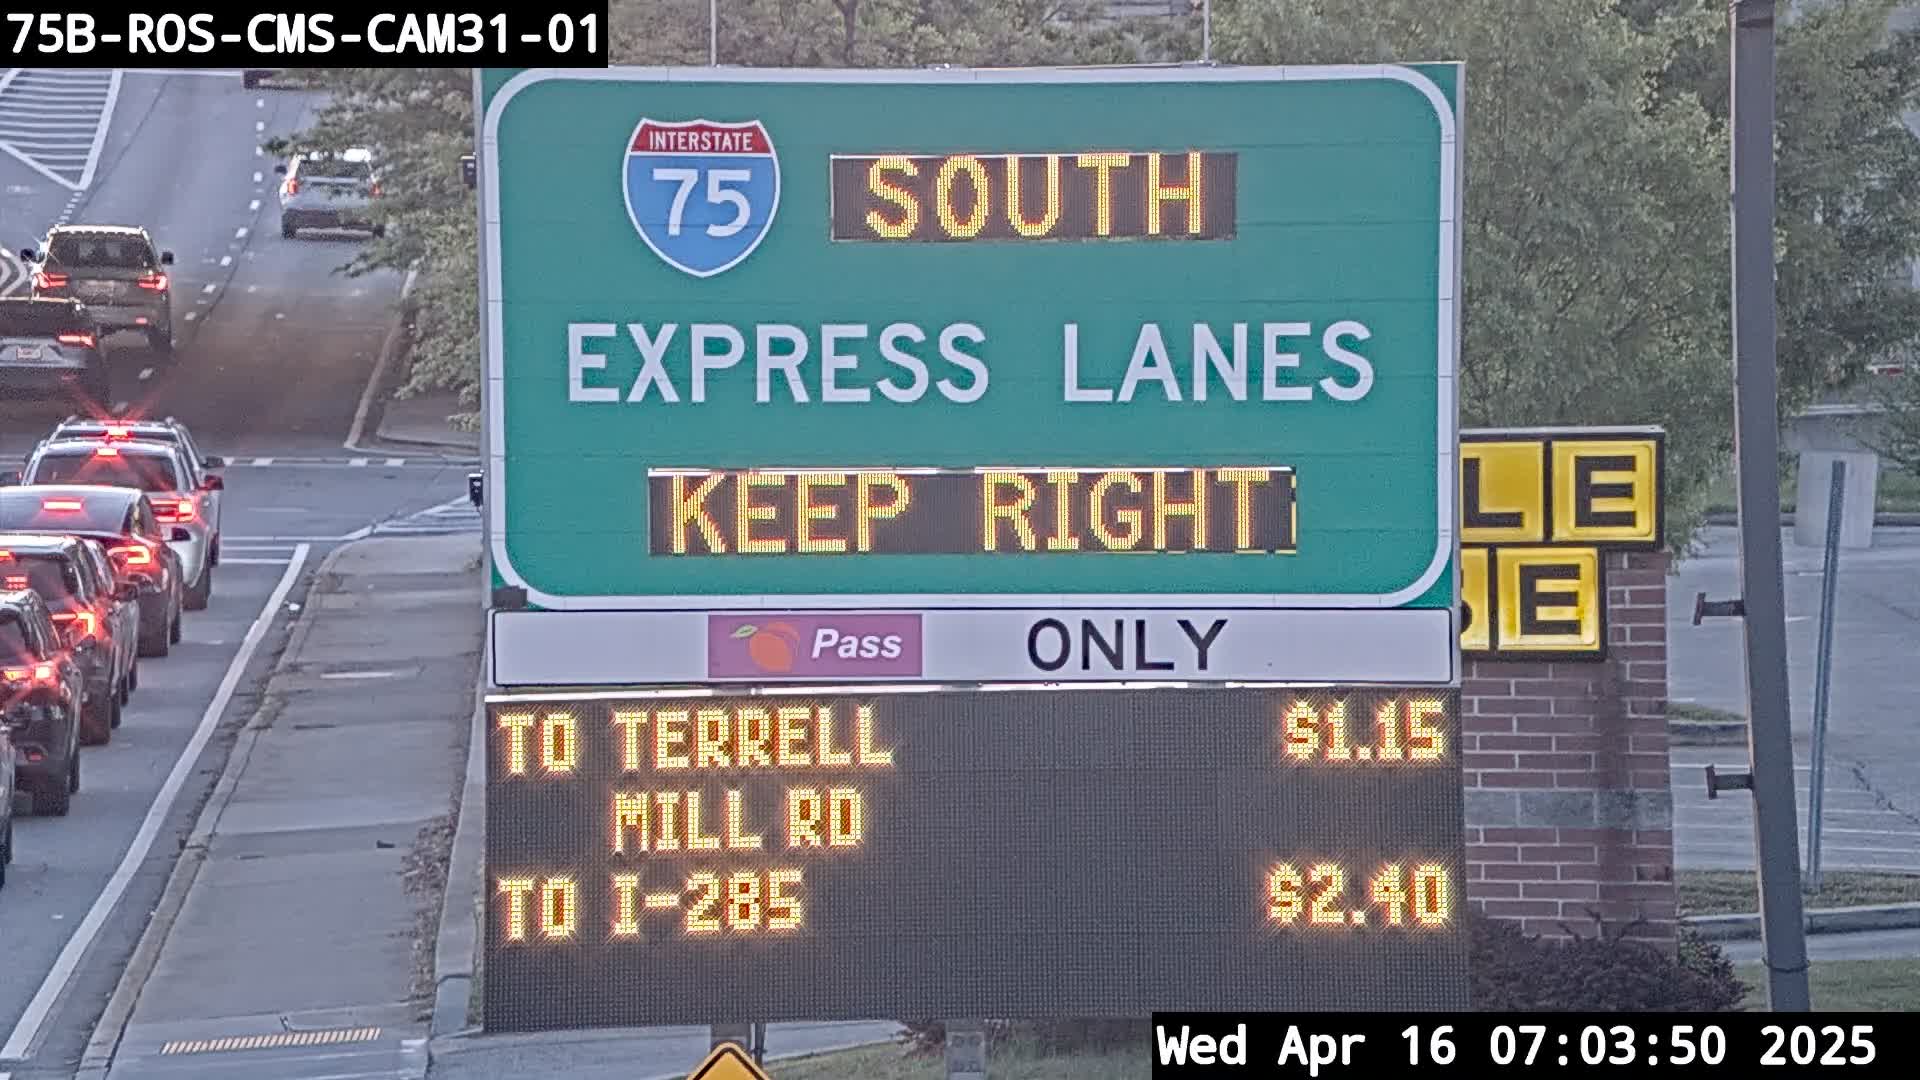 75B-ROS-CMS-CAM31-01
INTERSTATE
75
SOUTH
EXPRESS LANES
KEEP RIGHT
Pass ONLY
TO TERRELL $1.15
MILL RD
TO I-285 $2.40
LE
E
Wed Apr 16 07:03:50 2025